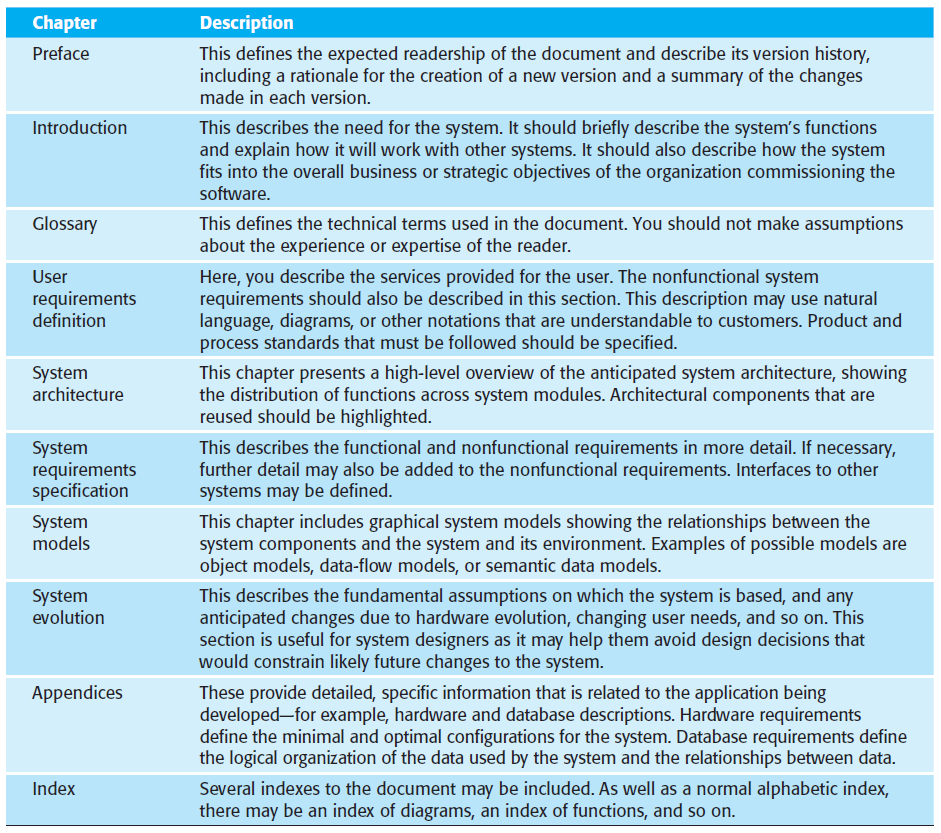 Chapter Description
Preface This defines the expected readership of the document and describe its version history,
including a rationale for the creation of a new version and a summary of the changes
made in each version.
Introduction This describes the need for the system. It should briefly describe the system's functions
and explain how it will work with other systems. It should also describe how the system
fits into the overall business or strategic objectives of the organization commissioning the
software.
Glossary This defines the technical terms used in the document. You should not make assumptions
about the experience or expertise of the reader.
User Here, you describe the services provided for the user. The nonfunctional system
requirements requirements should also be described in this section. This description may use natural
definition language, diagrams, or other notations that are understandable to customers. Product and
process standards that must be followed should be specified.
System This chapter presents a high-level overview of the anticipated system architecture, showing
architecture the distribution of functions across system modules. Architectural components that are
reused should be highlighted.
System This describes the functional and nonfunctional requirements in more detail. If necessary,
requirements further detail may also be added to the nonfunctional requirements. Interfaces to other
specification systems may be defined.
System This chapter includes graphical system models showing the relationships between the
models system components and the system and its environment. Examples of possible models are
object models, data-flow models, or semantic data models.
System This describes the fundamental assumptions on which the system is based, and any
evolution anticipated changes due to hardware evolution, changing user needs, and so on. This
section is useful for system designers as it may help them avoid design decisions that
would constrain likely future changes to the system.
Appendices These provide detailed, specific information that is related to the application being
developed—for example, hardware and database descriptions. Hardware requirements
define the minimal and optimal configurations for the system. Database requirements define
the logical organization of the data used by the system and the relationships between data.
Index Several indexes to the document may be included. As well as a normal alphabetic index,
there may be an index of diagrams, an index of functions, and so on.